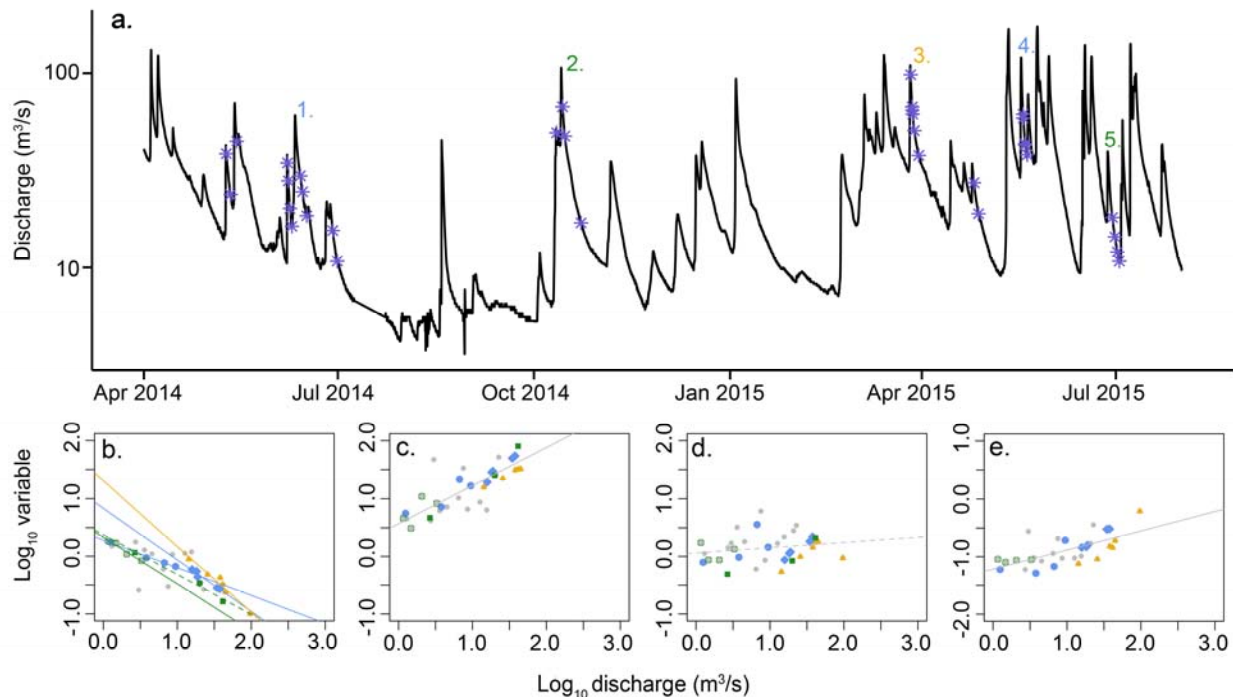 a.
1.
2.
3.
4.
5.
100
10
Discharge (m³/s)
Apr 2014
Jul 2014
Oct 2014
Jan 2015
Apr 2015
Jul 2015
b.
2.0
1.0
0.0
-1.0
0.0 1.0 2.0 3.0
c.
2.0
1.0
0.0
-1.0
0.0 1.0 2.0 3.0
d.
2.0
1.0
0.0
-1.0
0.0 1.0 2.0 3.0
e.
1.0
0.0
-1.0
-2.0
0.0 1.0 2.0 3.0
Log₁₀ variable
Log₁₀ discharge (m³/s)